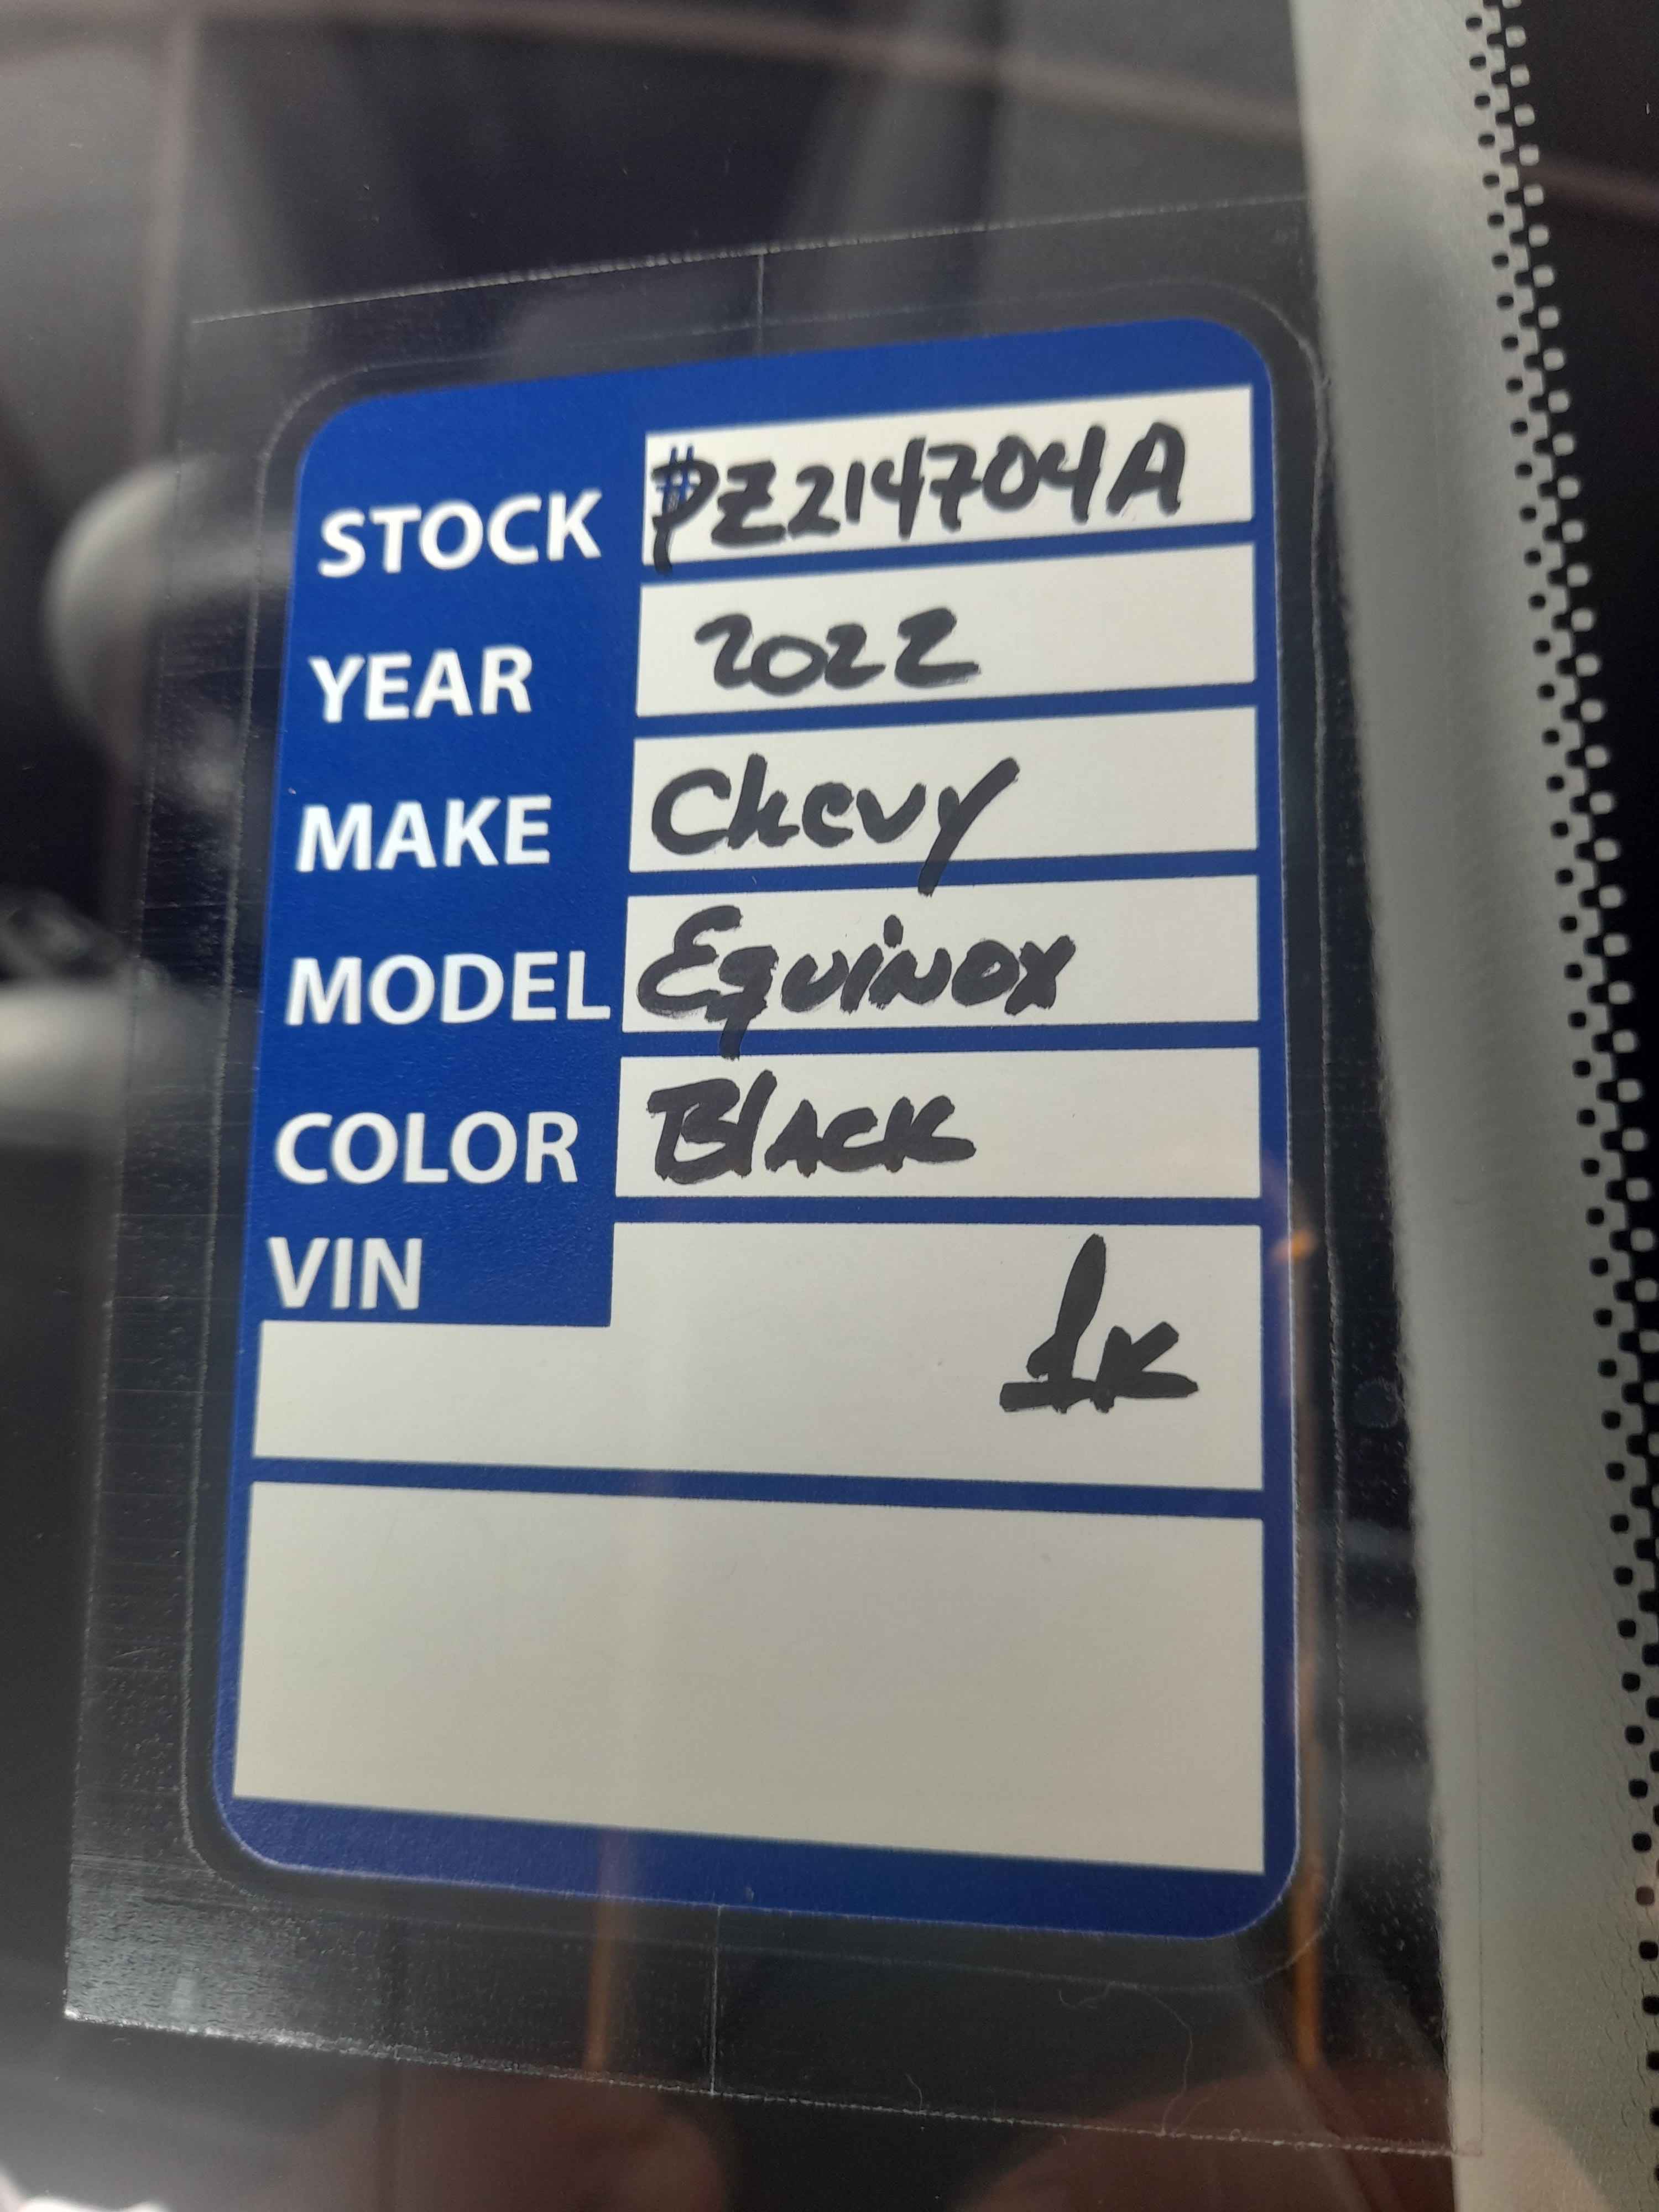 STOCK #PZ214704A
YEAR 2022
MAKE Chevy
MODEL Equinox
COLOR Black
VIN
1K